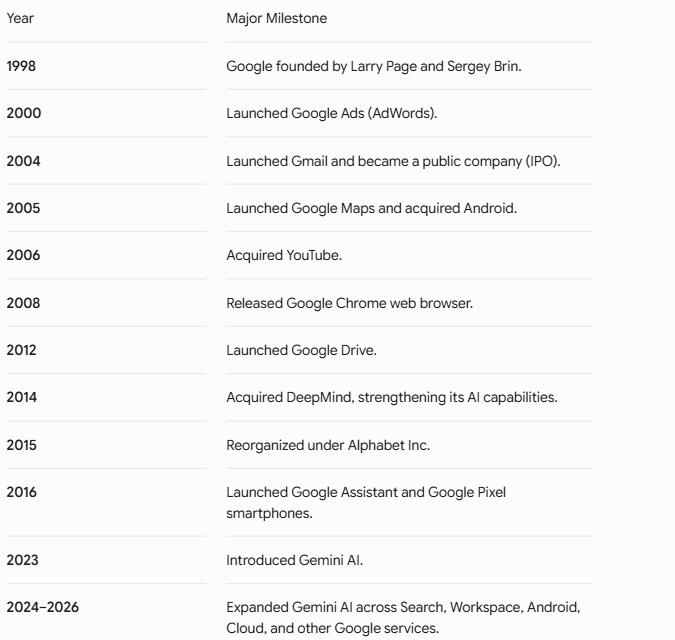 Year Major Milestone
1998 Google founded by Larry Page and Sergey Brin.
2000 Launched Google Ads (AdWords).
2004 Launched Gmail and became a public company (IPO).
2005 Launched Google Maps and acquired Android.
2006 Acquired YouTube.
2008 Released Google Chrome web browser.
2012 Launched Google Drive.
2014 Acquired DeepMind, strengthening its AI capabilities.
2015 Reorganized under Alphabet Inc.
2016 Launched Google Assistant and Google Pixel
smartphones.
2023 Introduced Gemini AI.
2024–2026 Expanded Gemini AI across Search, Workspace, Android,
Cloud, and other Google services.